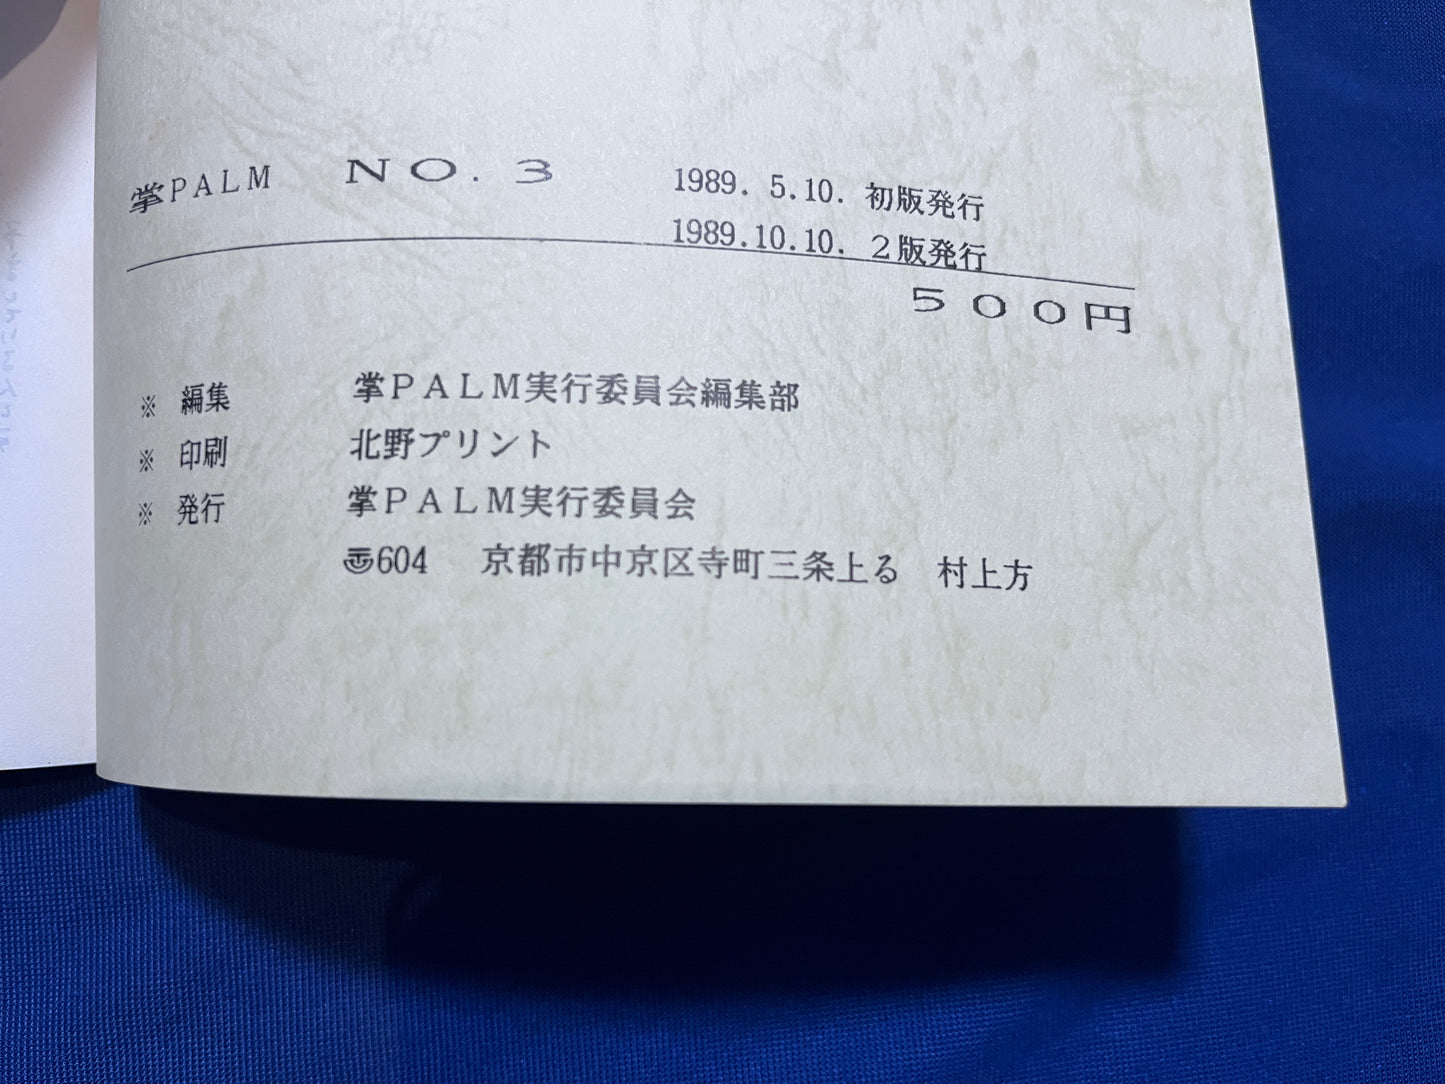 掌PALM NO. 3 1989. 5.10. 初版発行
1989.10.10. 2版発行
500円
※ 編集 掌PALM実行委員会編集部
※ 印刷 北野プリント
※ 発行 掌PALM実行委員会
〠604 京都市中京区寺町三条上る 村上方